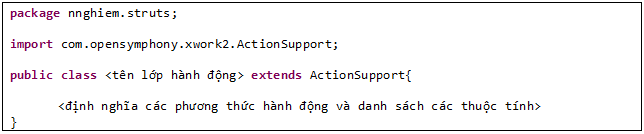 package nnghiem.struts;
import com.opensymphony.xwork2.ActionSupport;
public class <tên lớp hành động> extends ActionSupport{
<định nghĩa các phương thức hành động và danh sách các thuộc tính>
}